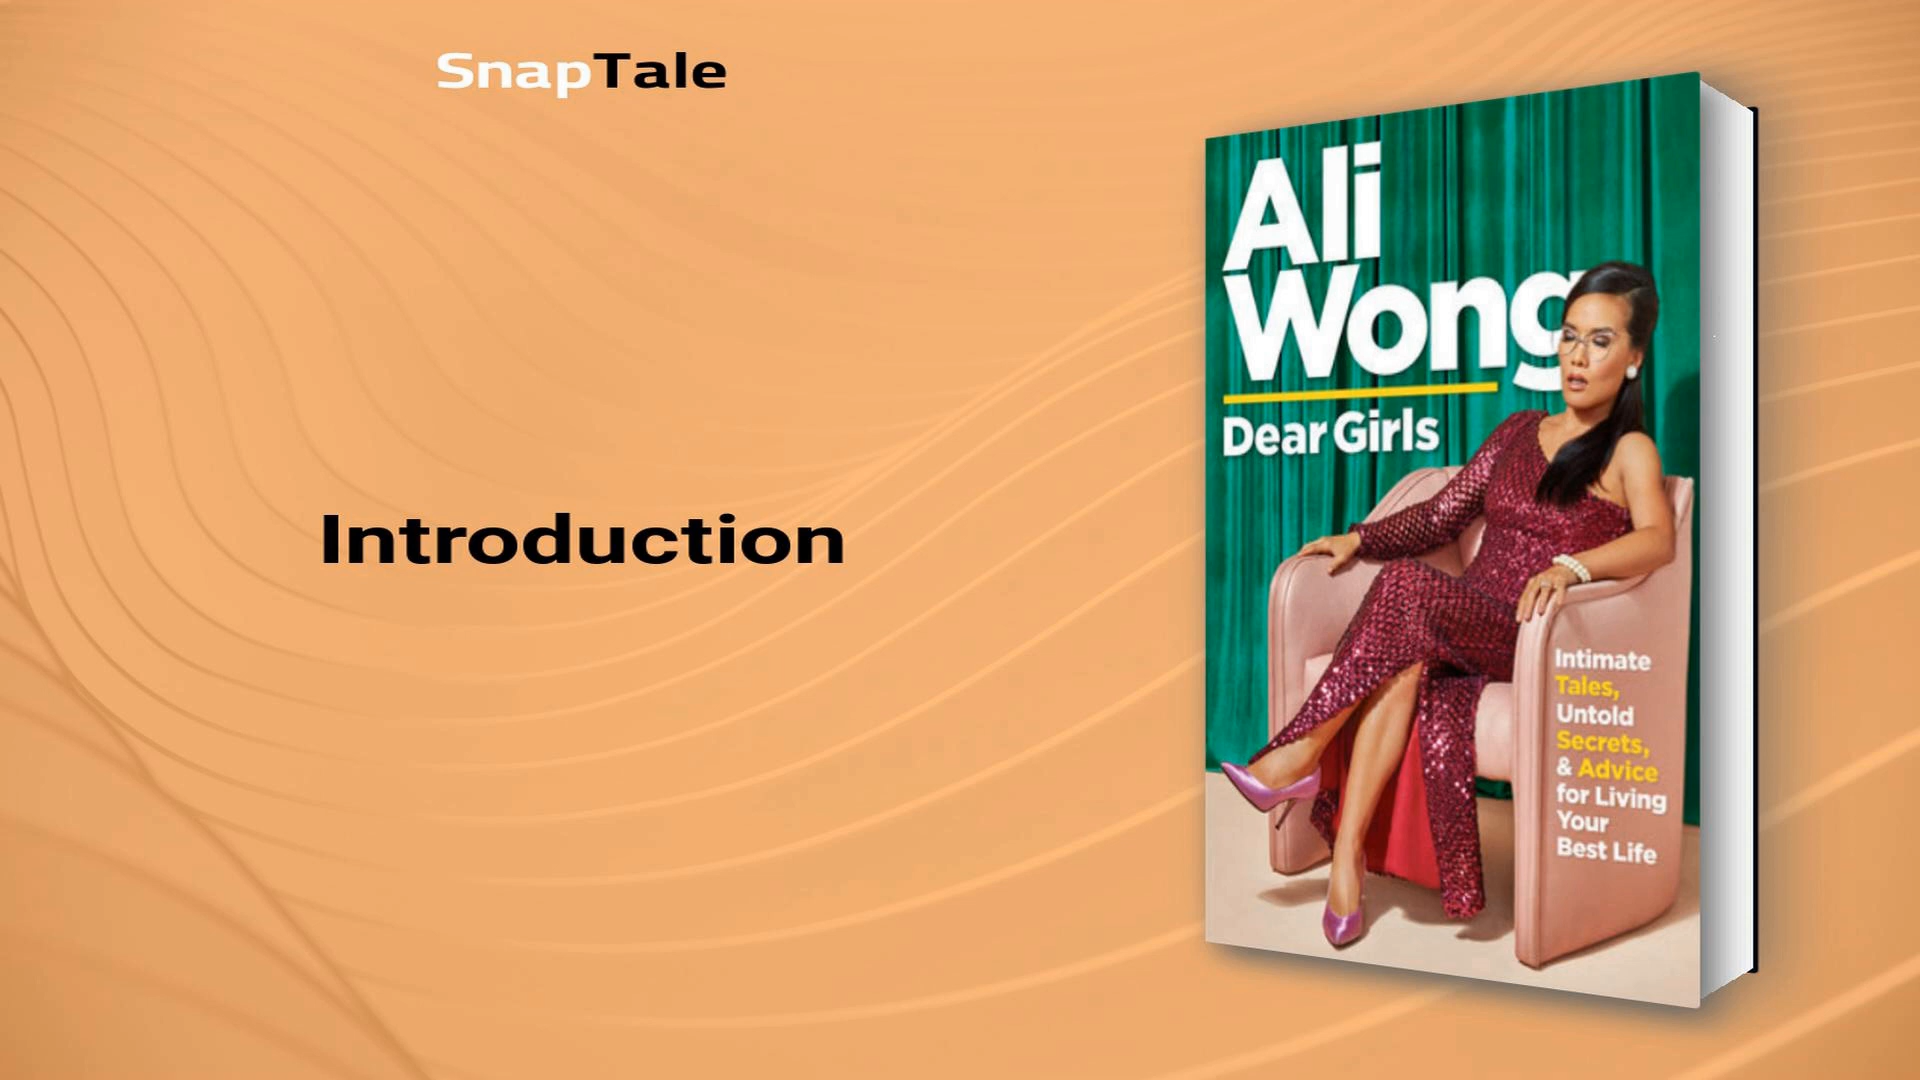 SnapTale
Introduction
Ali
Wong
Dear Girls
Intimate
Tales,
Untold
Secrets,
& Advice
for Living
Your
Best Life